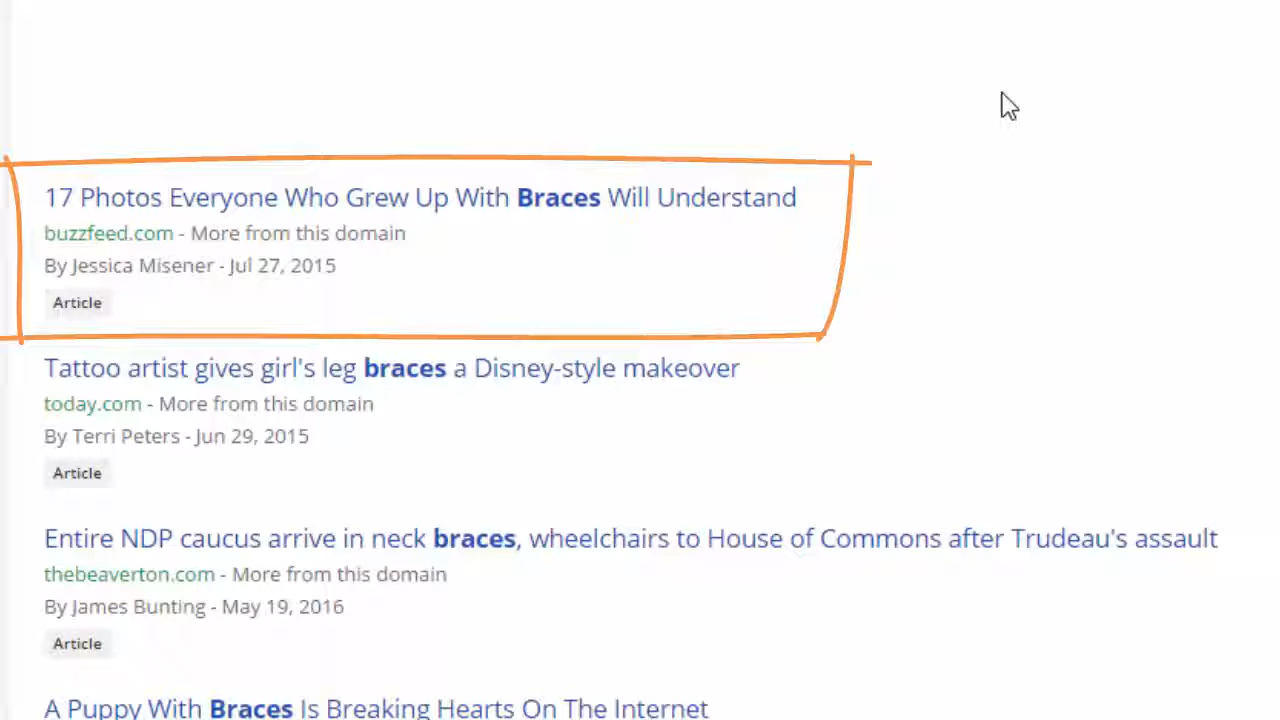 17 Photos Everyone Who Grew Up With Braces Will Understand
buzzfeed.com - More from this domain
By Jessica Misener - Jul 27, 2015
Article
Tattoo artist gives girl's leg braces a Disney-style makeover
today.com - More from this domain
By Terri Peters - Jun 29, 2015
Article
Entire NDP caucus arrive in neck braces, wheelchairs to House of Commons after Trudeau's assault
thebeaverton.com - More from this domain
By James Bunting - May 19, 2016
Article
A Puppy With Braces Is Breaking Hearts On The Internet